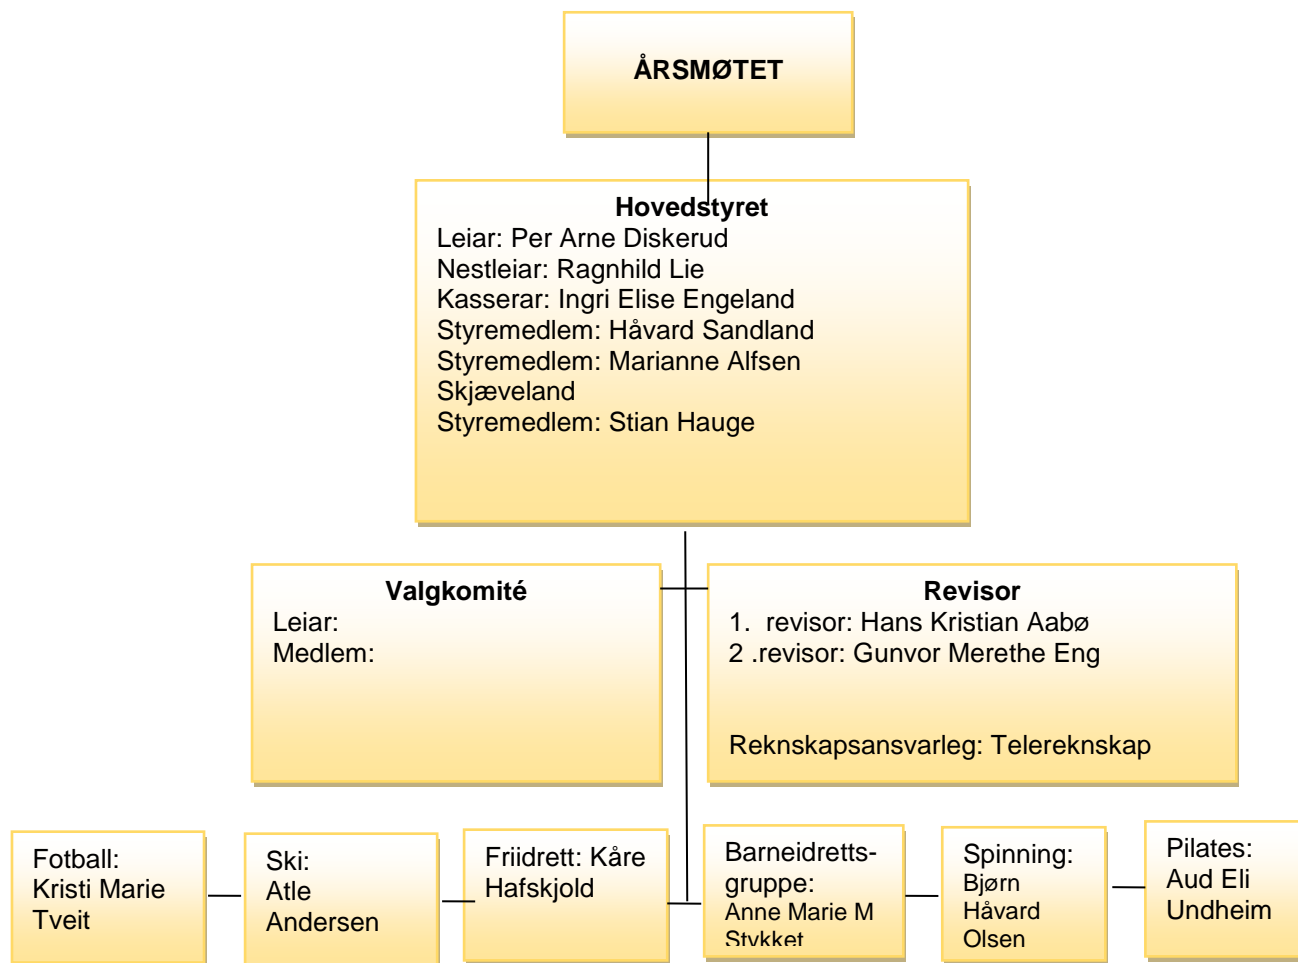 ÅRSMØTET
Hovedstyret
Leiar: Per Arne Diskerud
Nestleiar: Ragnhild Lie
Kasserar: Ingri Elise Engeland
Styremedlem: Håvard Sandland
Styremedlem: Marianne Alfsen
Skjæveland
Styremedlem: Stian Hauge
Valgkomité
Leiar:
Medlem:
Revisor
1. revisor: Hans Kristian Aabø
2 .revisor: Gunvor Merethe Eng
Reknskapsansvarleg: Telereknskap
Fotball:
Kristi Marie
Tveit
Ski:
Atle
Andersen
Friidrett: Kåre
Hafskjold
Barneidretts-
gruppe:
Anne Marie M
Stykket
Spinning:
Bjørn
Håvard
Olsen
Pilates:
Aud Eli
Undheim